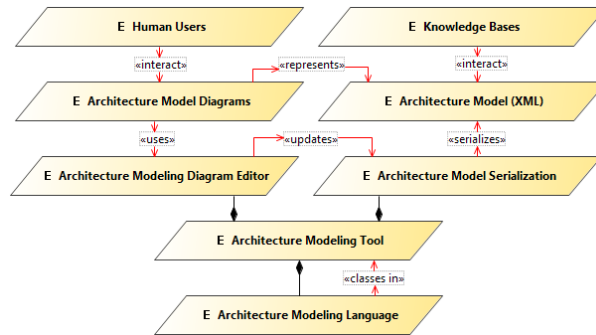 E Human Users
E Knowledge Bases
«interact»
«represents»
«interact»
E Architecture Model Diagrams
E Architecture Model (XML)
«uses»
«updates»
«serializes»
E Architecture Modeling Diagram Editor
E Architecture Model Serialization
E Architecture Modeling Tool
«classes in»
E Architecture Modeling Language